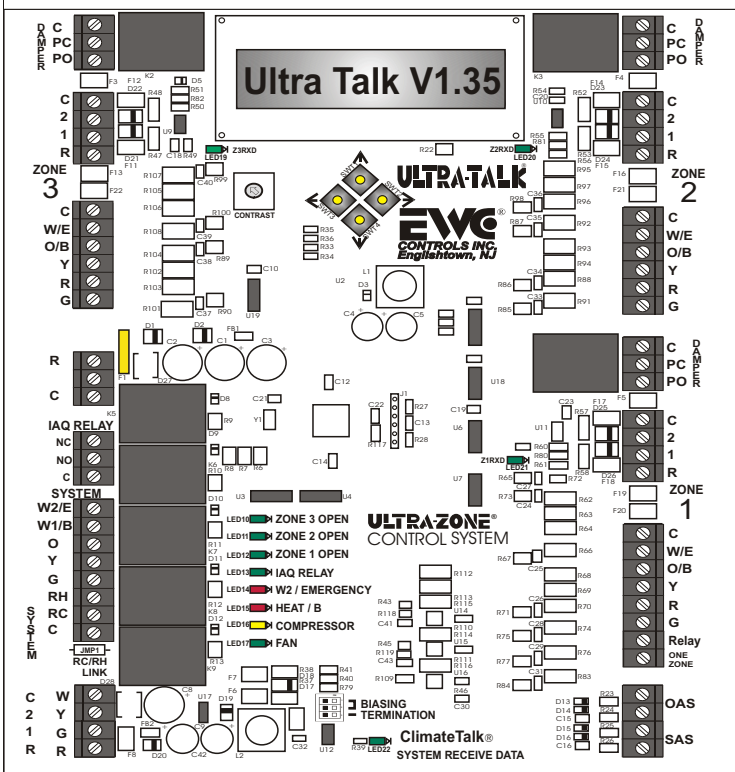 DAMPER
C
PC
PO
K2
F3
F12
D22
D5
R48
R51
R82
R50
U9
C
2
1
R
D21
F11
R47
C18
R49
LED19
Z3RXD
ZONE
3
F13
F22
C
W/E
O/B
Y
R
G
R107
R105
R106
R108
R104
R102
R103
R101
C40
R99
R100
C39
C38
R89
C37
R90
CONTRAST
C10
U19
Ultra Talk V1.35
R22
Z2RXD
LED20
SW1
SW2
SW3
SW4
ULTRA-TALK®
EWC®
CONTROLS INC.
Englishtown, NJ
R35
R36
R33
R34
U2
L1
D3
C4
C5
K3
DAMPER
C
PC
PO
F4
R54
C20
U10
R52
F14
D23
R55
R81
R53
R56
D24
F15
C
2
1
R
ZONE
2
F16
F21
R95
R97
R96
R98
C36
R87
C35
R92
R93
R94
C34
R86
R88
C33
R85
R91
C
W/E
O/B
Y
R
G
D1
D2
FB1
C2
C1
C3
F1
D27
R
C
K5
D8
C21
R9
Y1
D9
C12
C14
J1
C22
R27
C13
R117
R28
C19
U18
U6
U7
IAQ RELAY
NC
NO
C
K6
R10
R8
R7
R6
D10
U3
U4
SYSTEM
W2/E
W1/B
O
Y
G
RH
RC
C
SYSTEM
R11
K7
D11
R12
K8
D12
R13
K9
LED10 ZONE 3 OPEN
LED11 ZONE 2 OPEN
LED12 ZONE 1 OPEN
LED13 IAQ RELAY
LED14 W2 / EMERGENCY
LED15 HEAT / B
LED16 COMPRESSOR
LED17 FAN
ULTRA-ZONE®
CONTROL SYSTEM
DAMPER
C
PC
PO
F5
C23
U11
R57
F17
D25
R60
R80
R61
R58
D26
F18
C
2
1
R
Z1RXD
LED21
R65
C27
R72
R73
C24
ZONE
1
F19
F20
R62
R63
R64
R67
R66
C25
R68
R69
R71
C26
R70
C28
R75
R74
C29
R77
R76
C31
R84
R83
C
W/E
O/B
Y
R
G
Relay
ONE
ZONE
R112
R43
R113
R118
R115
C41
U14
R110
R45
R114
R119
U15
C43
R111
R109
R116
U16
R46
C30
JMP1
RC/RH
LINK
D28
C W
2 Y
1 G
R R
C8
U17
C9
D19
FB2
F8
D20
C42
L2
F7
F6
R38
D18
R37
D17
R41
R40
R79
C32
U12
BIASING
TERMINATION
R39
LED22
ClimateTalk®
SYSTEM RECEIVE DATA
D13
D14
C15
D15
D16
C16
R23
R24
R25
R26
OAS
SAS